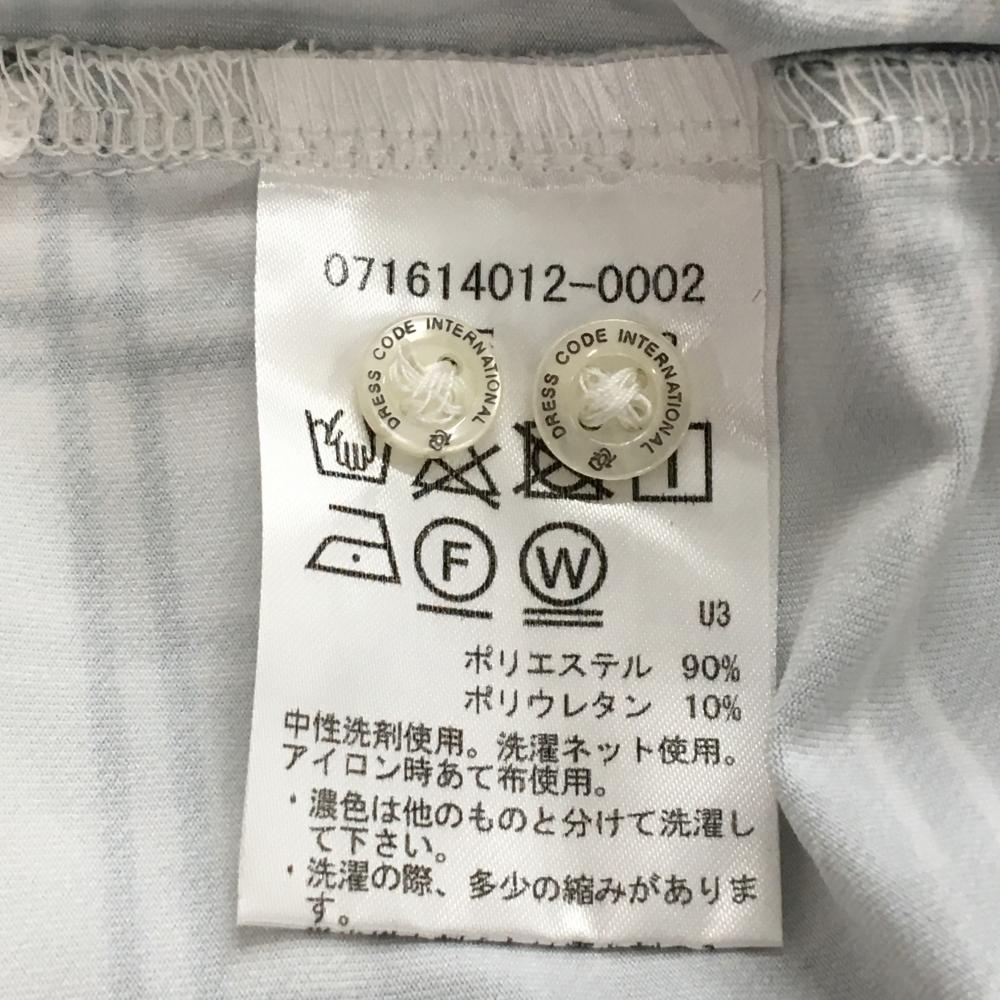 071614012-0002
DRESS CODE INTERNATIONAL
DRESS CODE INTERNATIONAL
F
W
U3
ポリエステル 90%
ポリウレタン 10%
中性洗剤使用。洗濯ネット使用。
アイロン時あて布使用。
・濃色は他のものと分けて洗濯し
て下さい。
・洗濯の際、多少の縮みがありま
す。